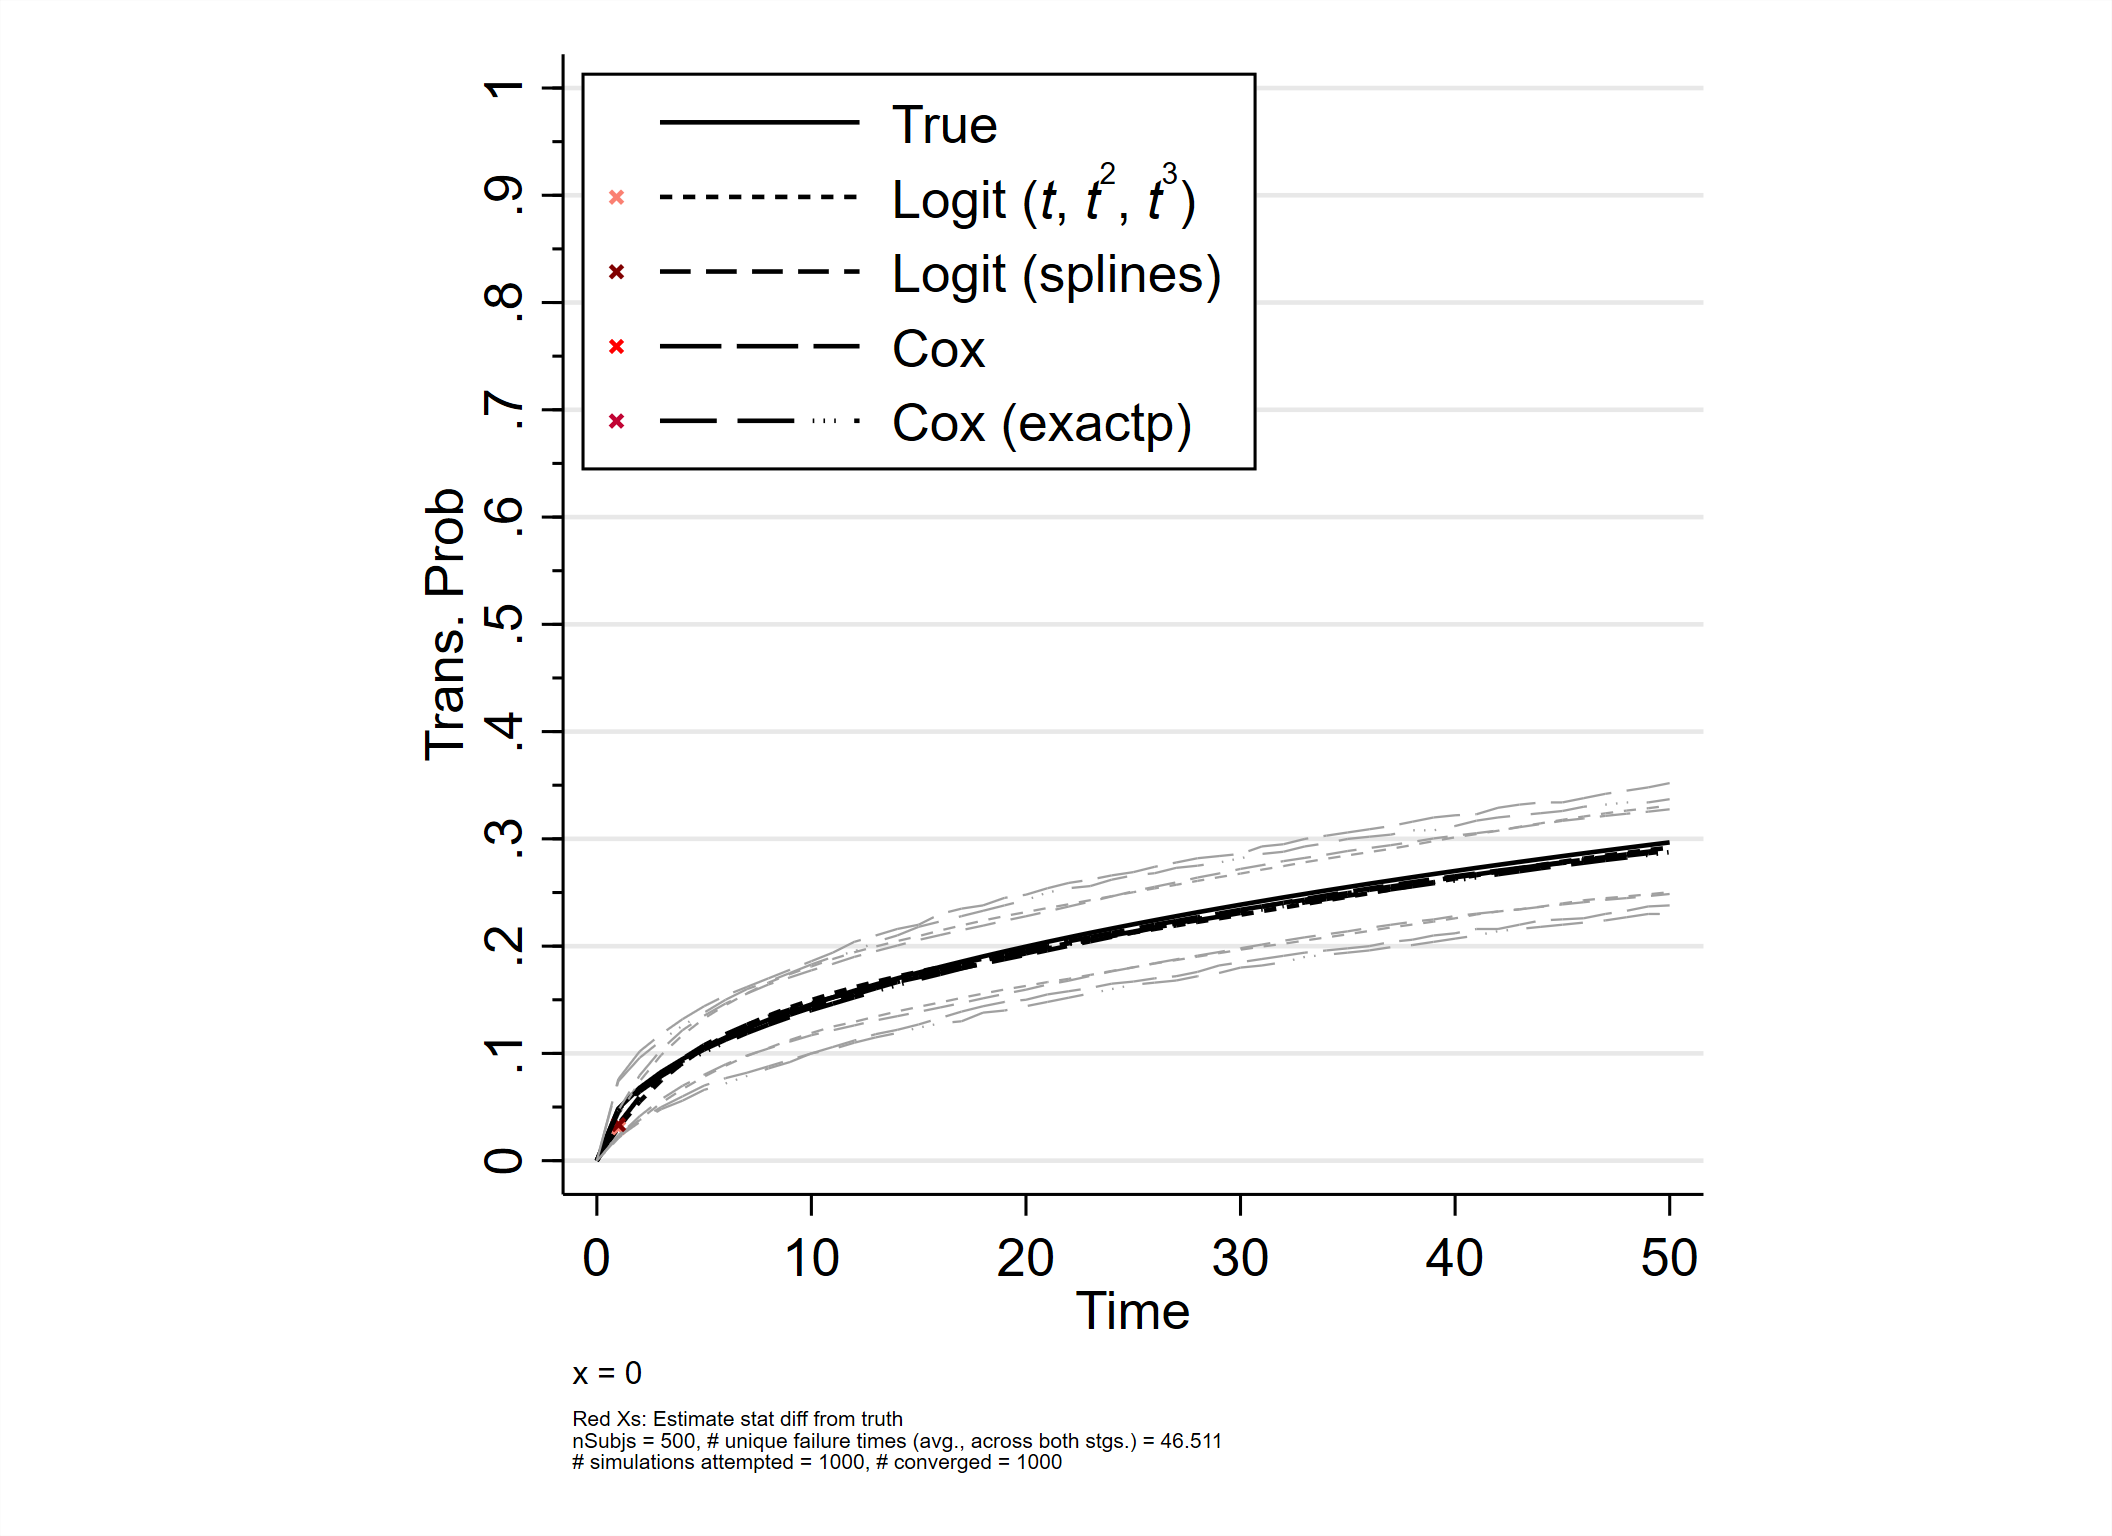 True
Logit (t, t², t³)
Logit (splines)
Cox
Cox (exactp)
Trans. Prob
1
.9
.8
.7
.6
.5
.4
.3
.2
.1
0
0 10 20 30 40 50
Time
x = 0
Red Xs: Estimate stat diff from truth
nSubjs = 500, # unique failure times (avg., across both stgs.) = 46.511
# simulations attempted = 1000, # converged = 1000